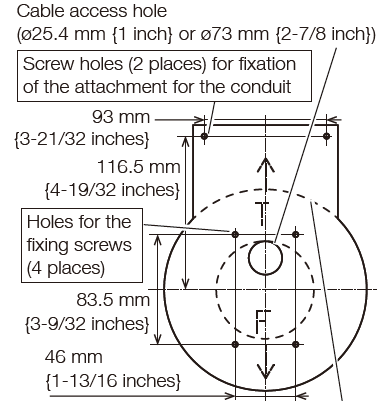 Cable access hole
(ø25.4 mm {1 inch} or ø73 mm {2-7/8 inch})
Screw holes (2 places) for fixation
of the attachment for the conduit
93 mm
{3-21/32 inches}
116.5 mm
{4-19/32 inches}
T
Holes for the
fixing screws
(4 places)
83.5 mm
{3-9/32 inches}
F
46 mm
{1-13/16 inches}